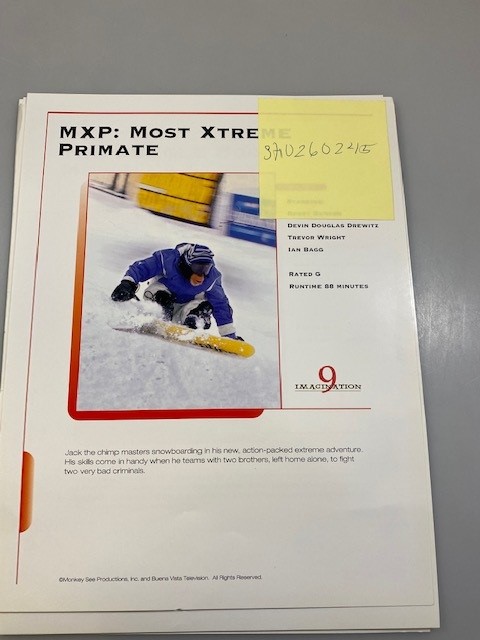 MXP: Most Xtreme
Primate
Devin Douglas Drewitz
Trevor Wright
Ian Bagg
Rated G
Runtime 88 minutes
9
IMAGINATION
Jack the chimp masters snowboarding in his new, action-packed extreme adventure.
His skills come in handy when he teams with two brothers, left home alone, to fight
two very bad criminals.
©Monkey See Productions, Inc. and Buena Vista Television. All Rights Reserved.